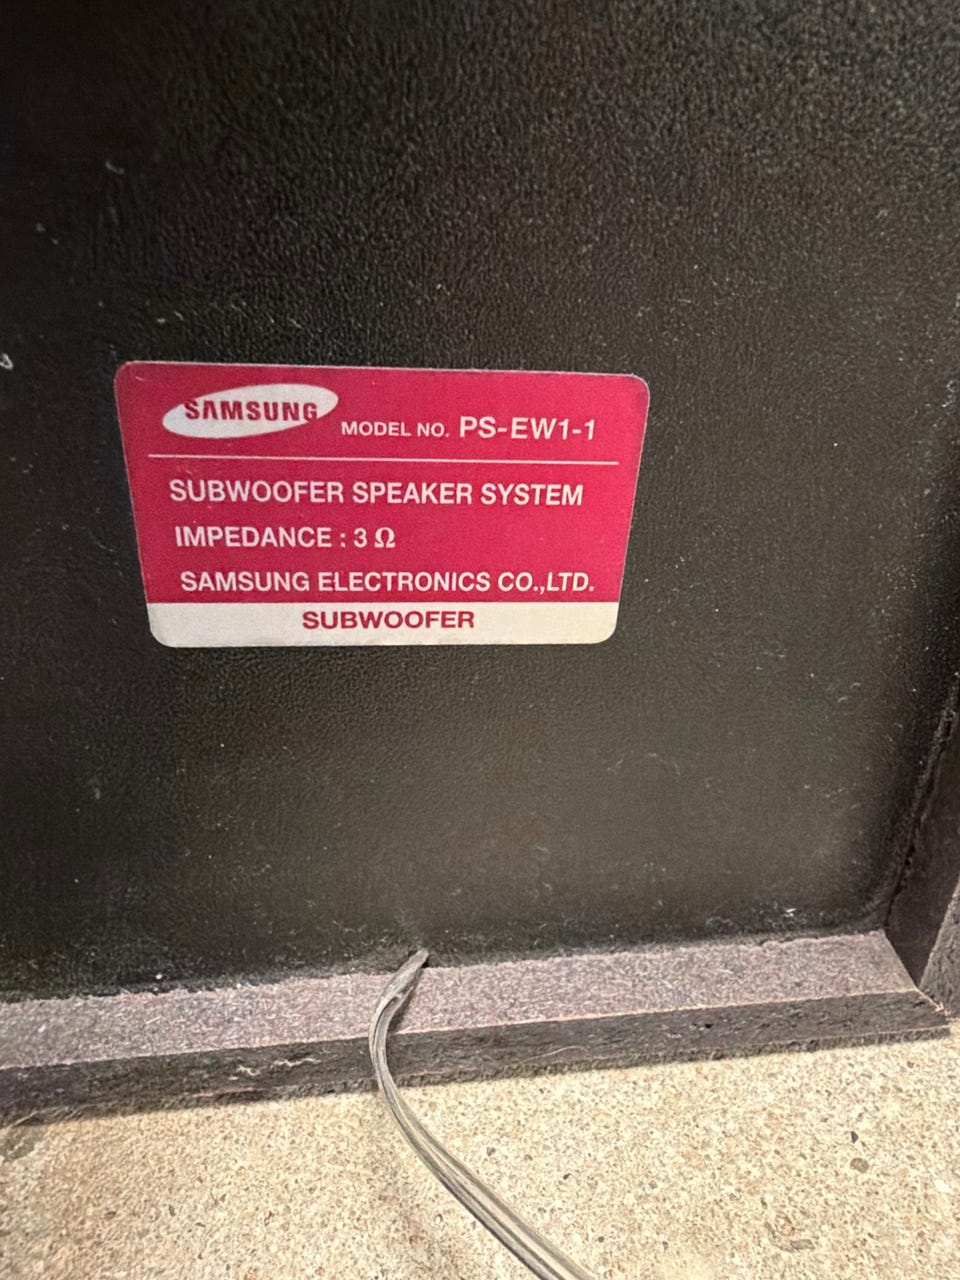 SAMSUNG MODEL NO. PS-EW1-1
SUBWOOFER SPEAKER SYSTEM
IMPEDANCE : 3 Ω
SAMSUNG ELECTRONICS CO.,LTD.
SUBWOOFER